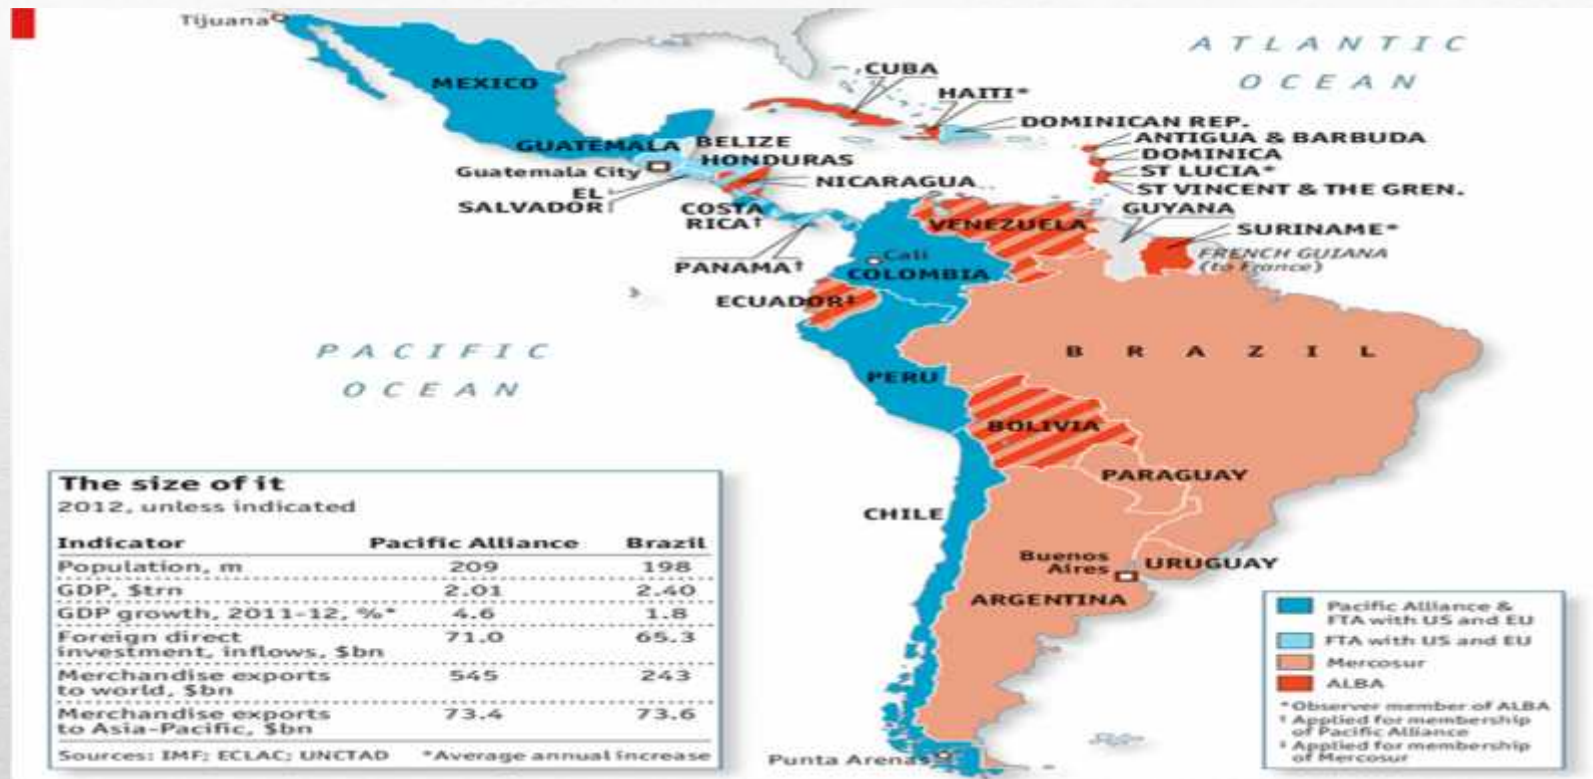 Tijuana
MEXICO
ATLANTIC
OCEAN
CUBA
HAITI*
DOMINICAN REP.
ANTIGUA & BARBUDA
DOMINICA
ST LUCIA*
ST VINCENT & THE GREN.
GUATEMALA
BELIZE
HONDURAS
Guatemala City
NICARAGUA
EL
SALVADOR
COSTA
RICA†
PANAMA†
VENEZUELA
GUYANA
SURINAME*
FRENCH GUIANA
(to France)
Cali
COLOMBIA
ECUADOR‡
PACIFIC
OCEAN
BRAZIL
PERU
BOLIVIA
PARAGUAY
CHILE
Buenos
Aires
URUGUAY
ARGENTINA
Punta Arenas
The size of it
2012, unless indicated
Indicator Pacific Alliance Brazil
Population, m 209 198
GDP, $trn 2.01 2.40
GDP growth, 2011-12, %* 4.6 1.8
Foreign direct 71.0 65.3
investment, inflows, $bn
Merchandise exports 545 243
to world, $bn
Merchandise exports 73.4 73.6
to Asia-Pacific, $bn
Sources: IMF; ECLAC; UNCTAD *Average annual increase
Pacific Alliance &
FTA with US and EU
FTA with US and EU
Mercosur
ALBA
*Observer member of ALBA
† Applied for membership
of Pacific Alliance
‡ Applied for membership
of Mercosur